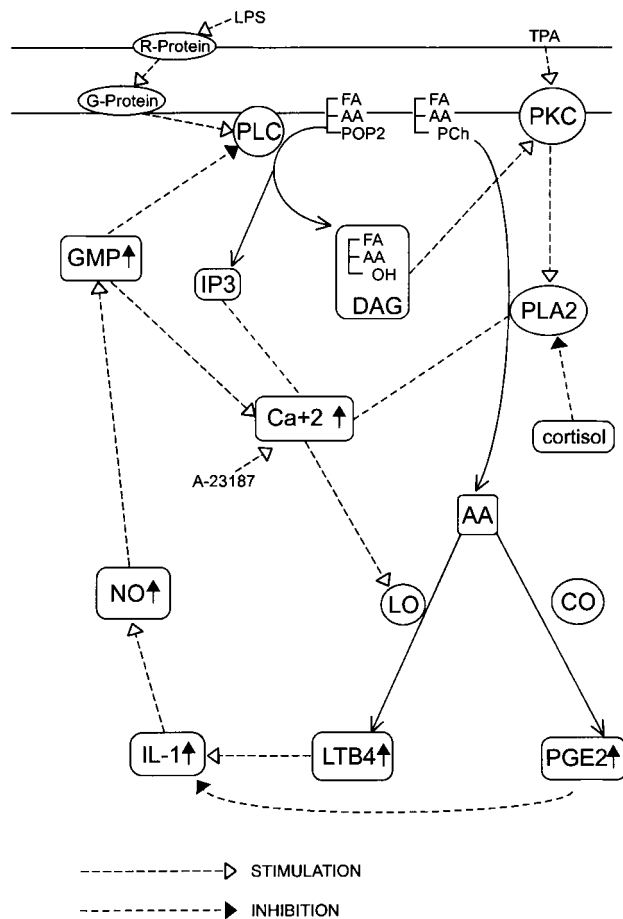 LPS
R-Protein
TPA
G-Protein
PLC
FA
AA
POP2
FA
AA
PCh
PKC
GMP
IP3
FA
AA
OH
DAG
PLA2
Ca+2
cortisol
A-23187
AA
NO
LO
CO
IL-1
LTB4
PGE2
STIMULATION
INHIBITION